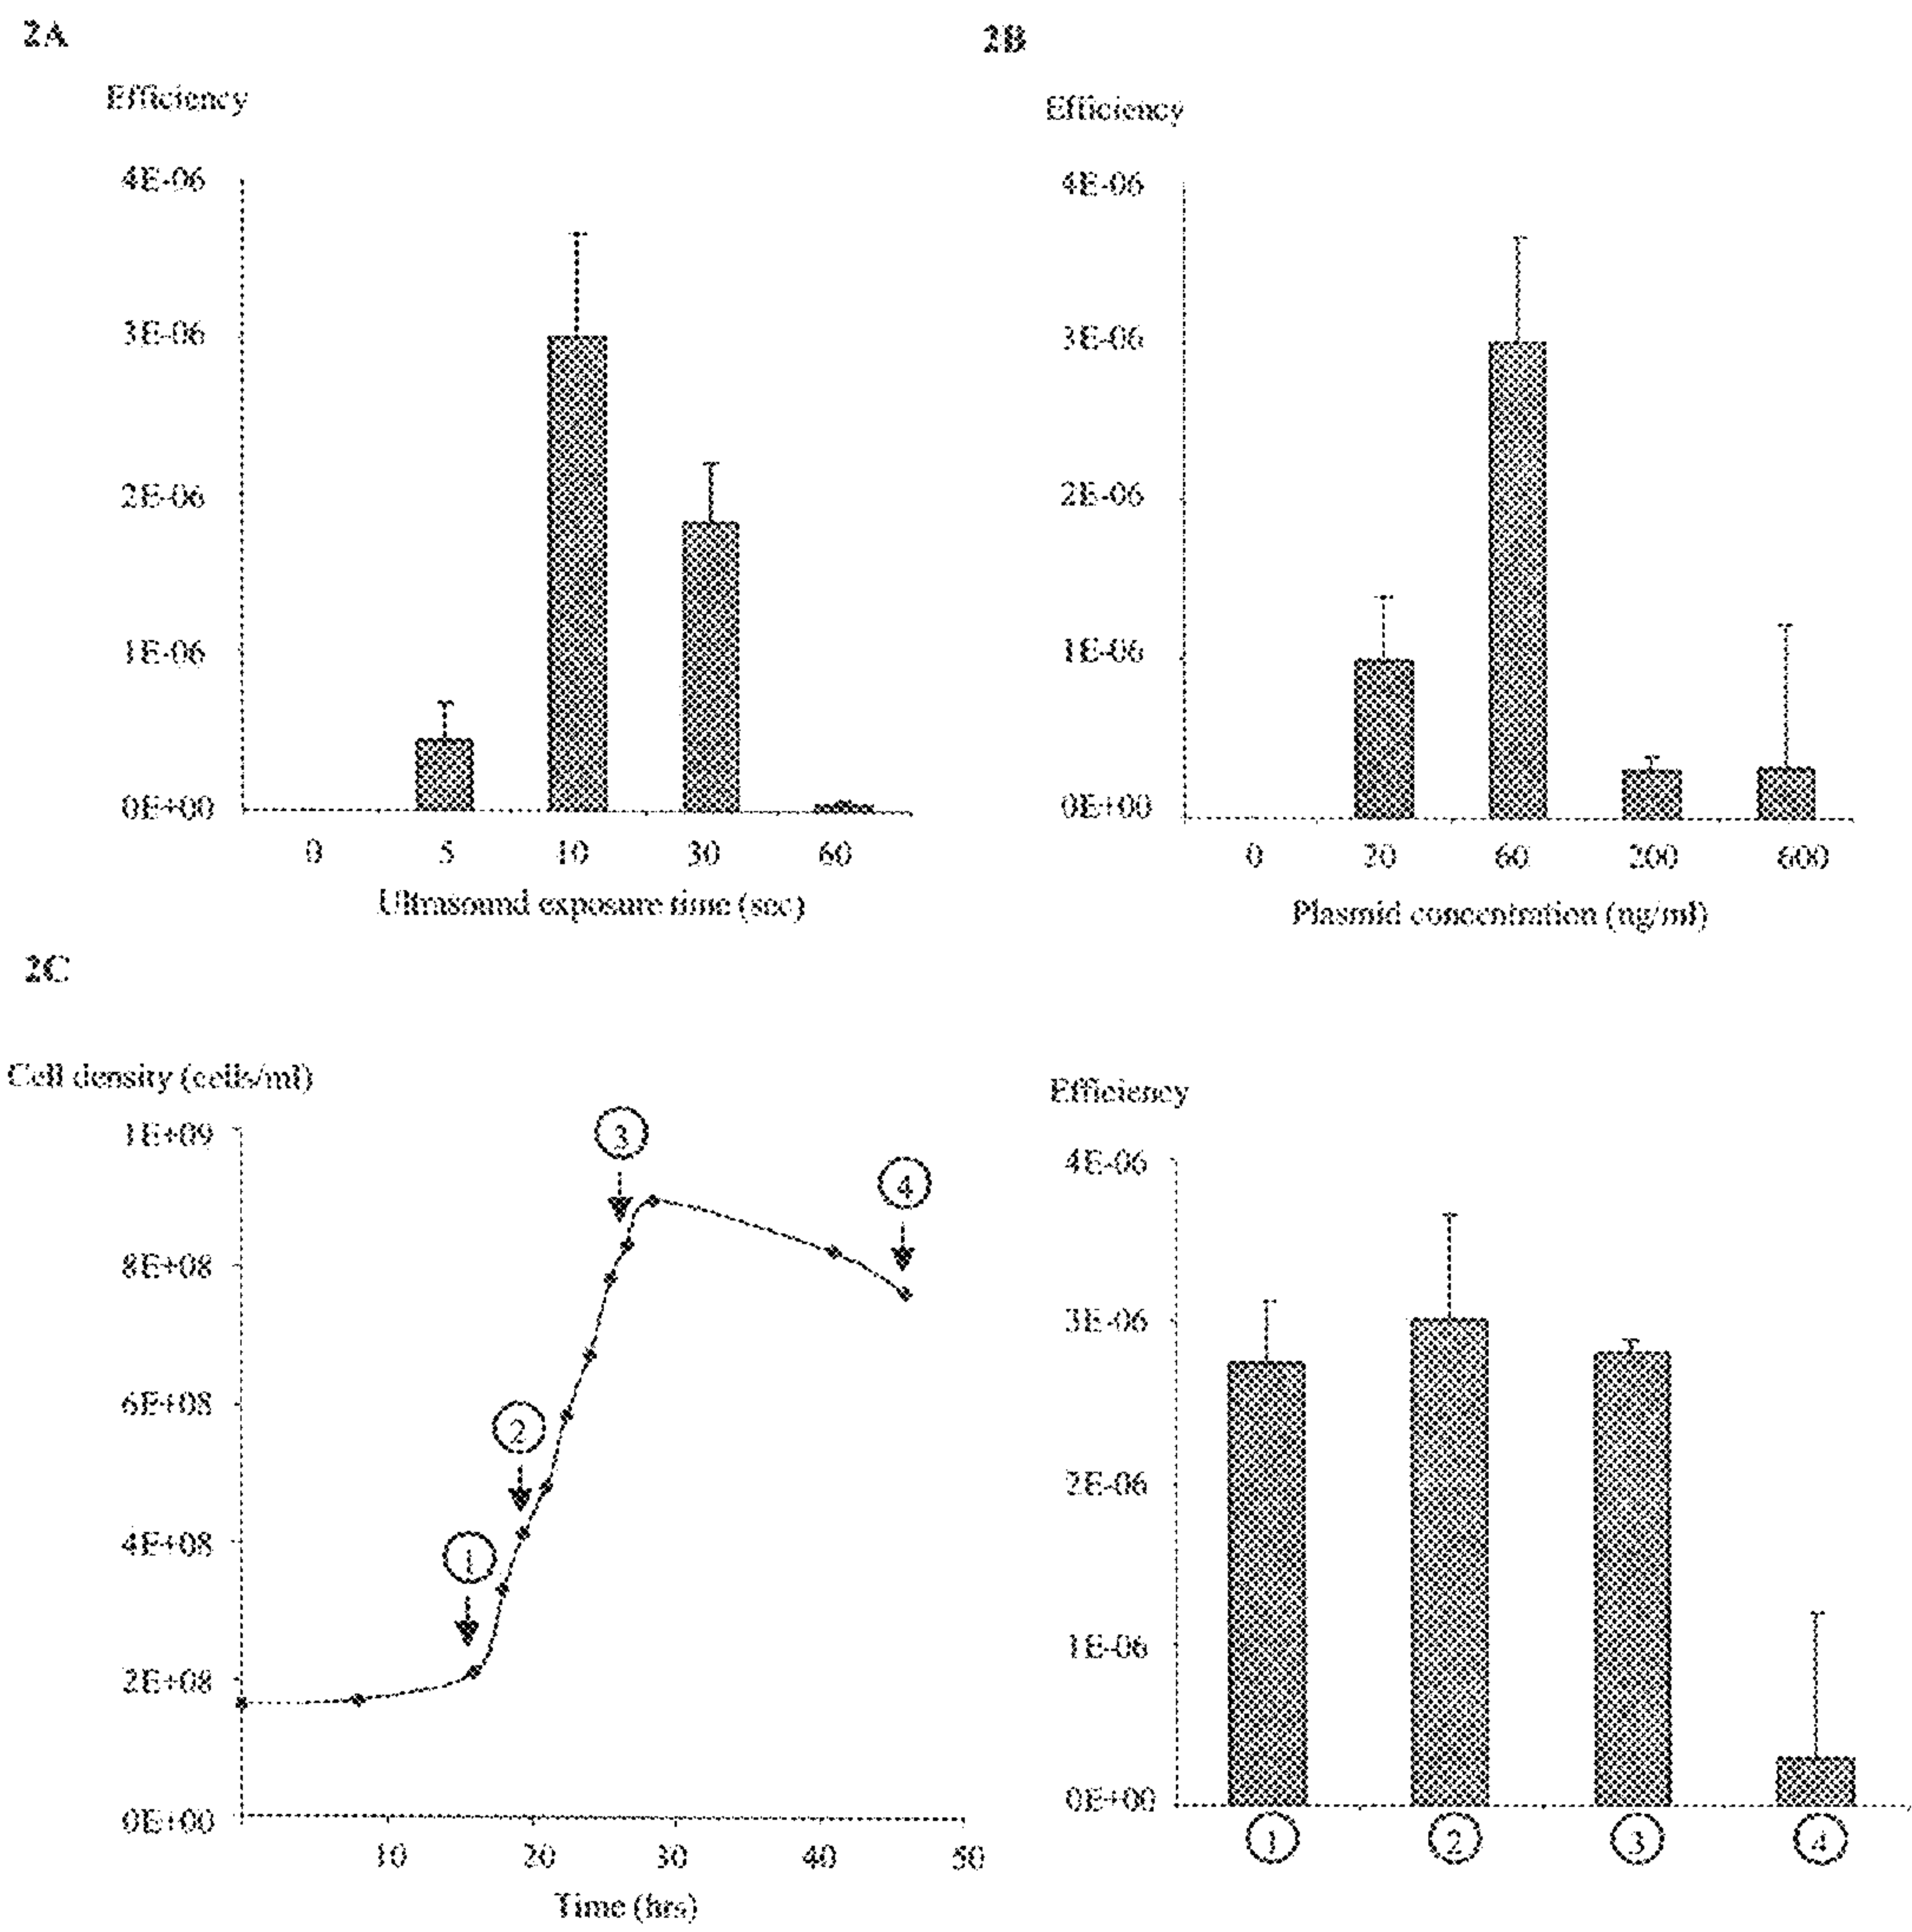 2A
Efficiency
4E-06
3E-06
2E-06
1E-06
0E+00
0 5 10 30 60
Ultrasound exposure time (sec)
2B
Efficiency
4E-06
3E-06
2E-06
1E-06
0E+00
0 20 60 200 600
Plasmid concentration (ng/ml)
2C
Cell density (cells/ml)
1E+09
8E+08
6E+08
4E+08
2E+08
0E+00
1
2
3
4
10 20 30 40 50
Time (hrs)
Efficiency
4E-06
3E-06
2E-06
1E-06
0E+00
1 2 3 4